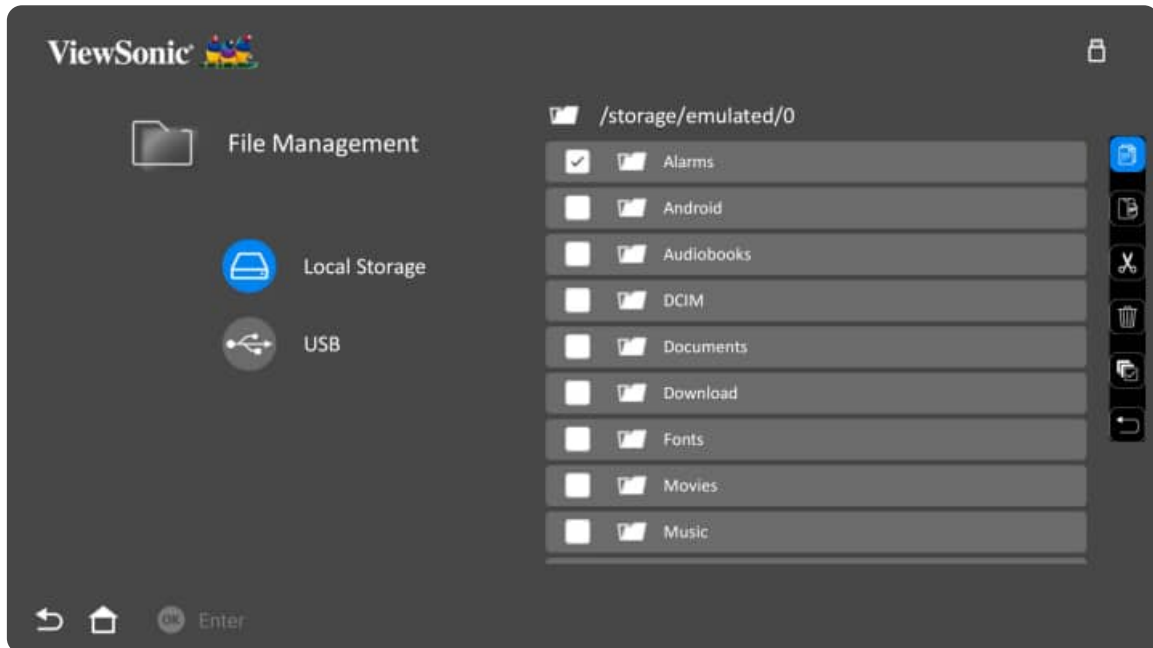 ViewSonic
File Management
Local Storage
USB
/storage/emulated/0
Alarms
Android
Audiobooks
DCIM
Documents
Download
Fonts
Movies
Music
OK Enter